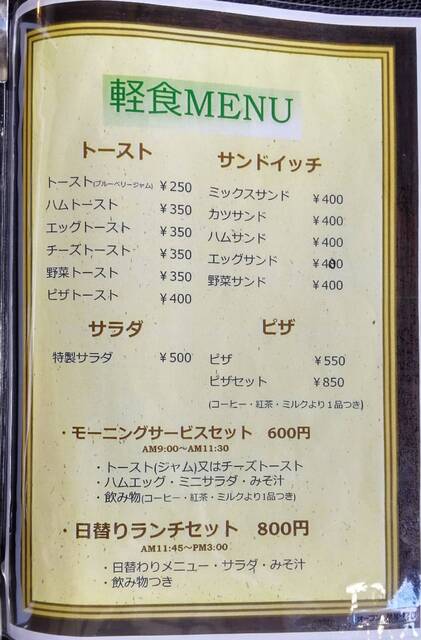 軽食MENU
トースト
トースト(ブルーベリージャム) ￥250
ハムトースト ￥350
エッグトースト ￥350
チーズトースト ￥350
野菜トースト ￥350
ピザトースト ￥400
サンドイッチ
ミックスサンド ￥400
カツサンド ￥400
ハムサンド ￥400
エッグサンド ￥400
野菜サンド ￥400
サラダ
特製サラダ ￥500
ピザ
ピザ ￥550
ピザセット ￥850
(コーヒー・紅茶・ミルクより１品つき)
・モーニングサービスセット 600円
AM9:00～AM11:30
・トースト(ジャム)又はチーズトースト
・ハムエッグ・ミニサラダ・みそ汁
・飲み物(コーヒー・紅茶・ミルクより1品つき)
・日替りランチセット 800円
AM11:45～PM3:00
・日替わりメニュー・サラダ・みそ汁
・飲み物つき